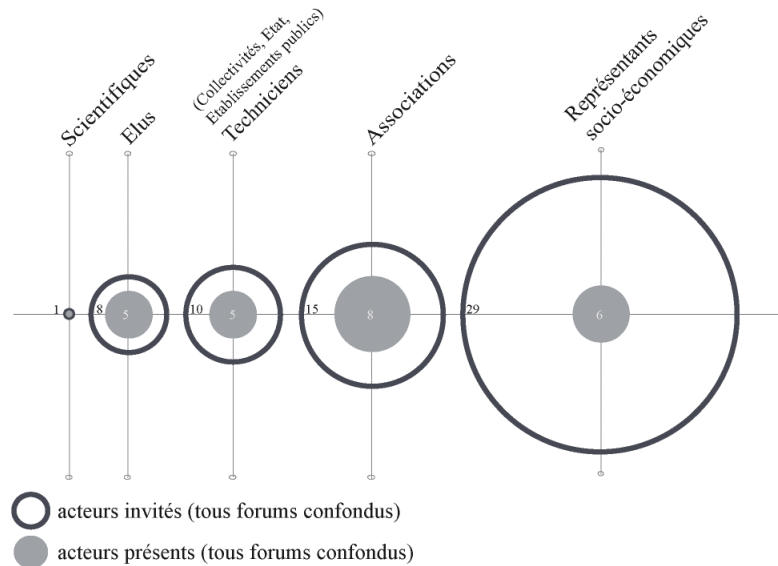 Scientifiques
Elus
(Collectivités, Etat,
Etablissements publics)
Techniciens
Associations
Représentants
socio-économiques
1
8
5
10
5
15
8
29
6
acteurs invités (tous forums confondus)
acteurs présents (tous forums confondus)